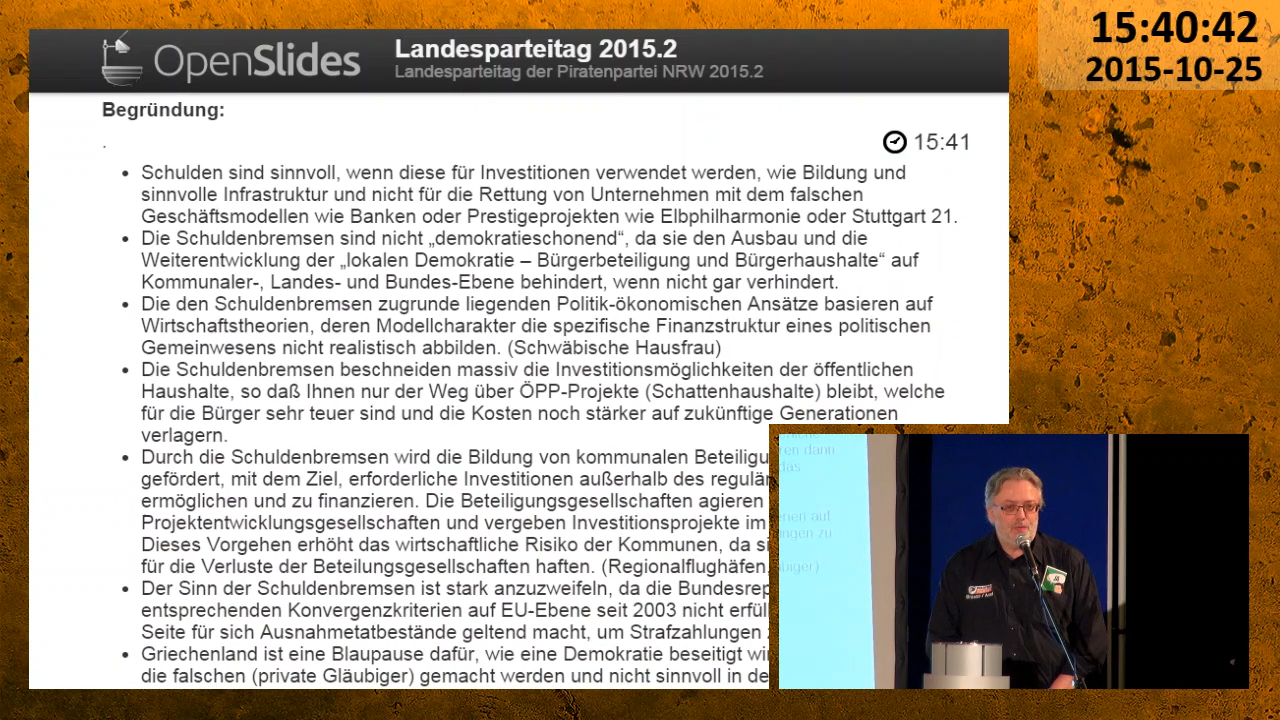 15:40:42
2015-10-25
OpenSlides
Landesparteitag 2015.2
Landesparteitag der Piratenpartei NRW 2015.2
Begründung:
.
15:41
• Schulden sind sinnvoll, wenn diese für Investitionen verwendet werden, wie Bildung und
sinnvolle Infrastruktur und nicht für die Rettung von Unternehmen mit dem falschen
Geschäftsmodellen wie Banken oder Prestigeprojekten wie Elbphilharmonie oder Stuttgart 21.
• Die Schuldenbremsen sind nicht „demokratieschonend“, da sie den Ausbau und die
Weiterentwicklung der „lokalen Demokratie – Bürgerbeteiligung und Bürgerhaushalte“ auf
Kommunaler-, Landes- und Bundes-Ebene behindert, wenn nicht gar verhindert.
• Die den Schuldenbremsen zugrunde liegenden Politik-ökonomischen Ansätze basieren auf
Wirtschaftstheorien, deren Modellcharakter die spezifische Finanzstruktur eines politischen
Gemeinwesens nicht realistisch abbilden. (Schwäbische Hausfrau)
• Die Schuldenbremsen beschneiden massiv die Investitionsmöglichkeiten der öffentlichen
Haushalte, so daß Ihnen nur der Weg über ÖPP-Projekte (Schattenhaushalte) bleibt, welche
für die Bürger sehr teuer sind und die Kosten noch stärker auf zukünftige Generationen
verlagern.
• Durch die Schuldenbremsen wird die Bildung von kommunalen Beteiligu
gefördert, mit dem Ziel, erforderliche Investitionen außerhalb des regulär
ermöglichen und zu finanzieren. Die Beteiligungsgesellschaften agieren
Projektentwicklungsgesellschaften und vergeben Investitionsprojekte im
Dieses Vorgehen erhöht das wirtschaftliche Risiko der Kommunen, da si
für die Verluste der Beteilungsgesellschaften haften. (Regionalflughäfen,
• Der Sinn der Schuldenbremsen ist stark anzuzweifeln, da die Bundesrep
entsprechenden Konvergenzkriterien auf EU-Ebene seit 2003 nicht erfüll
Seite für sich Ausnahmetatbestände geltend macht, um Strafzahlungen
• Griechenland ist eine Blaupause dafür, wie eine Demokratie beseitigt wi
die falschen (private Gläubiger) gemacht werden und nicht sinnvoll in de